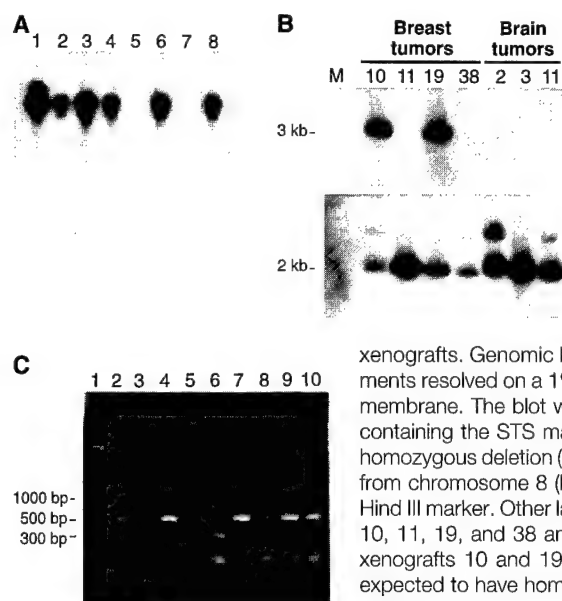 A
1 2 3 4 5 6 7 8
B
Breast tumors
Brain tumors
M 10 11 19 38 2 3 11
3 kb-
2 kb-
C
1 2 3 4 5 6 7 8 9 10
1000 bp-
500 bp-
300 bp-
xenografts. Genomic
ments resolved on a
membrane. The blot
containing the STS
homozygous deletion
from chromosome 8
Hind III marker. Other
10, 11, 19, and 38
xenografts 10 and 19
expected to have